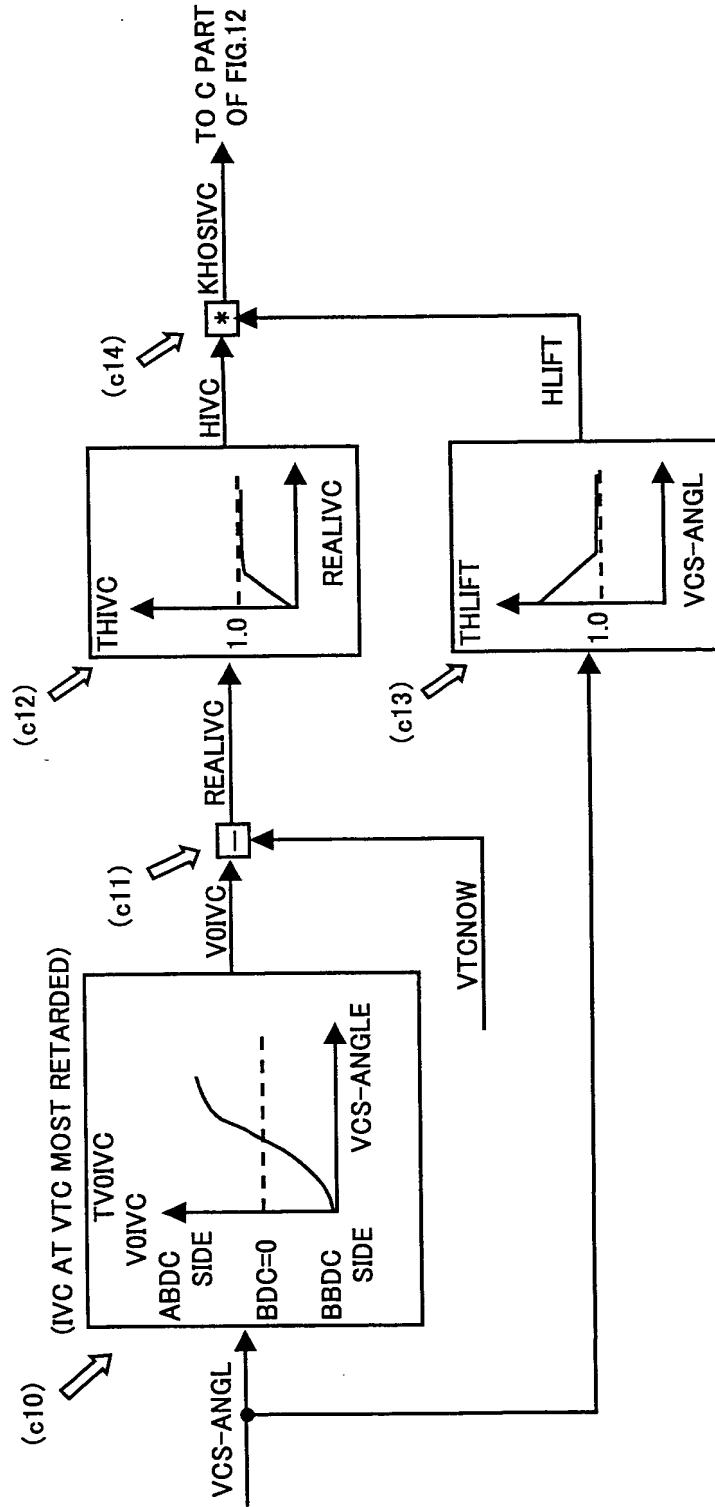 (c10)
(IVC AT VTC MOST RETARDED)
TV0IVC
V0IVC
ABDC
SIDE
BDC=0
BBDC
SIDE
VCS-ANGLE
VCS-ANGL
V0IVC
(c11)
—
VTCNOW
REALIVC
(c12)
THIVC
1.0
REALIVC
HIVC
(c14)
*
KHOSIVC
TO C PART
OF FIG.12
(c13)
THLIFT
1.0
VCS-ANGL
HLIFT